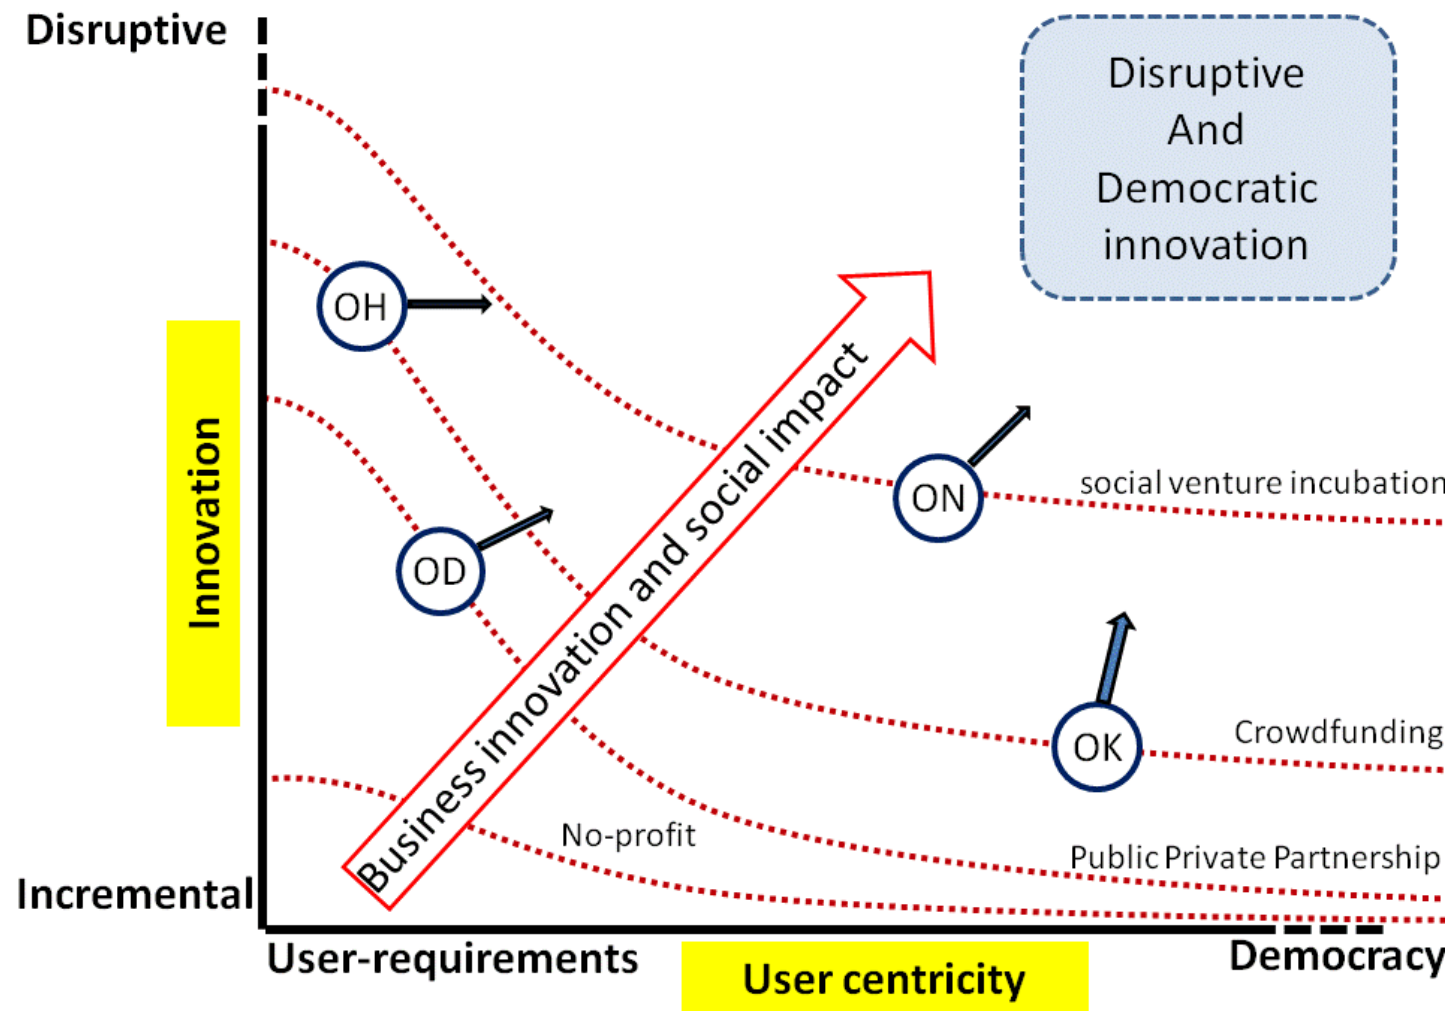 Disruptive
Disruptive
And
Democratic
innovation
OH
Business innovation and social impact
Innovation
ON
social venture incubation
OD
OK
Crowdfunding
No-profit
Public Private Partnership
Incremental
User-requirements
User centricity
Democracy